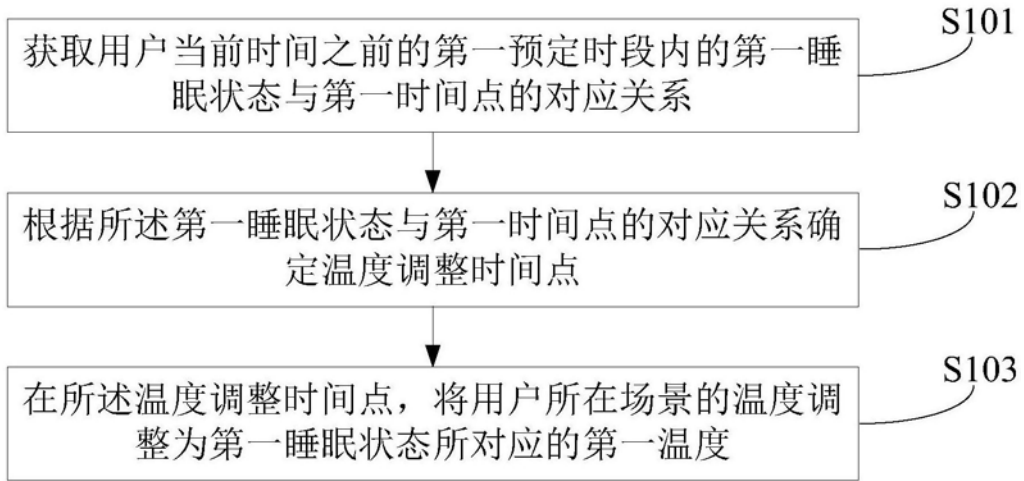 S101
获取用户当前时间之前的第一预定时段内的第一睡
眠状态与第一时间点的对应关系
S102
根据所述第一睡眠状态与第一时间点的对应关系确
定温度调整时间点
S103
在所述温度调整时间点，将用户所在场景的温度调
整为第一睡眠状态所对应的第一温度